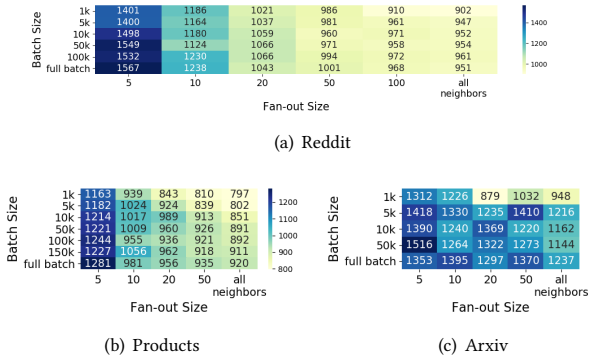 Batch Size
1k 1401 1186 1021 986 910 902
5k 1400 1164 1037 981 961 947
10k 1498 1180 1059 960 971 952
50k 1549 1124 1066 971 958 954
100k 1532 1230 1066 994 972 961
full batch 1567 1238 1043 1001 968 951
5 10 20 50 100 all neighbors
Fan-out Size
1400
1200
1000
(a) Reddit
Batch Size
1k 1163 939 843 810 797
5k 1182 1024 924 839 802
10k 1214 1017 989 913 851
50k 1221 1009 960 926 891
100k 1244 955 936 921 892
150k 1227 1056 962 918 911
full batch 1281 981 956 935 920
5 10 20 50 all neighbors
Fan-out Size
1200
1100
1000
900
800
(b) Products
Batch Size
1k 1312 1226 879 1032 948
5k 1418 1330 1235 1410 1216
10k 1390 1240 1369 1220 1162
50k 1516 1264 1322 1273 1144
full batch 1353 1395 1297 1370 1237
5 10 20 50 all neighbors
Fan-out Size
(c) Arxiv